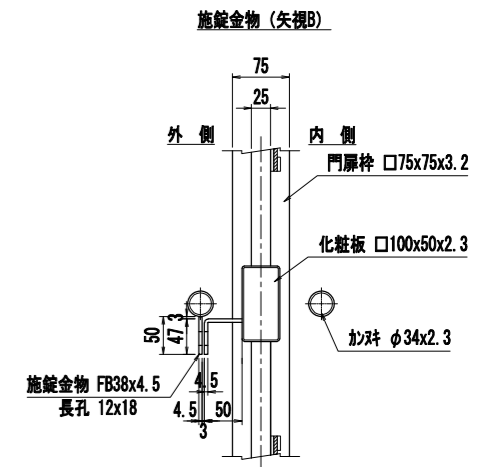 施錠金物 (矢視B)
75
25
外 側
内 側
門扉枠 □75x75x3.2
化粧板 □100x50x2.3
3
50
47
カンヌキ φ34x2.3
4.5
施錠金物 FB38x4.5
長孔 12x18
4.5
50
3